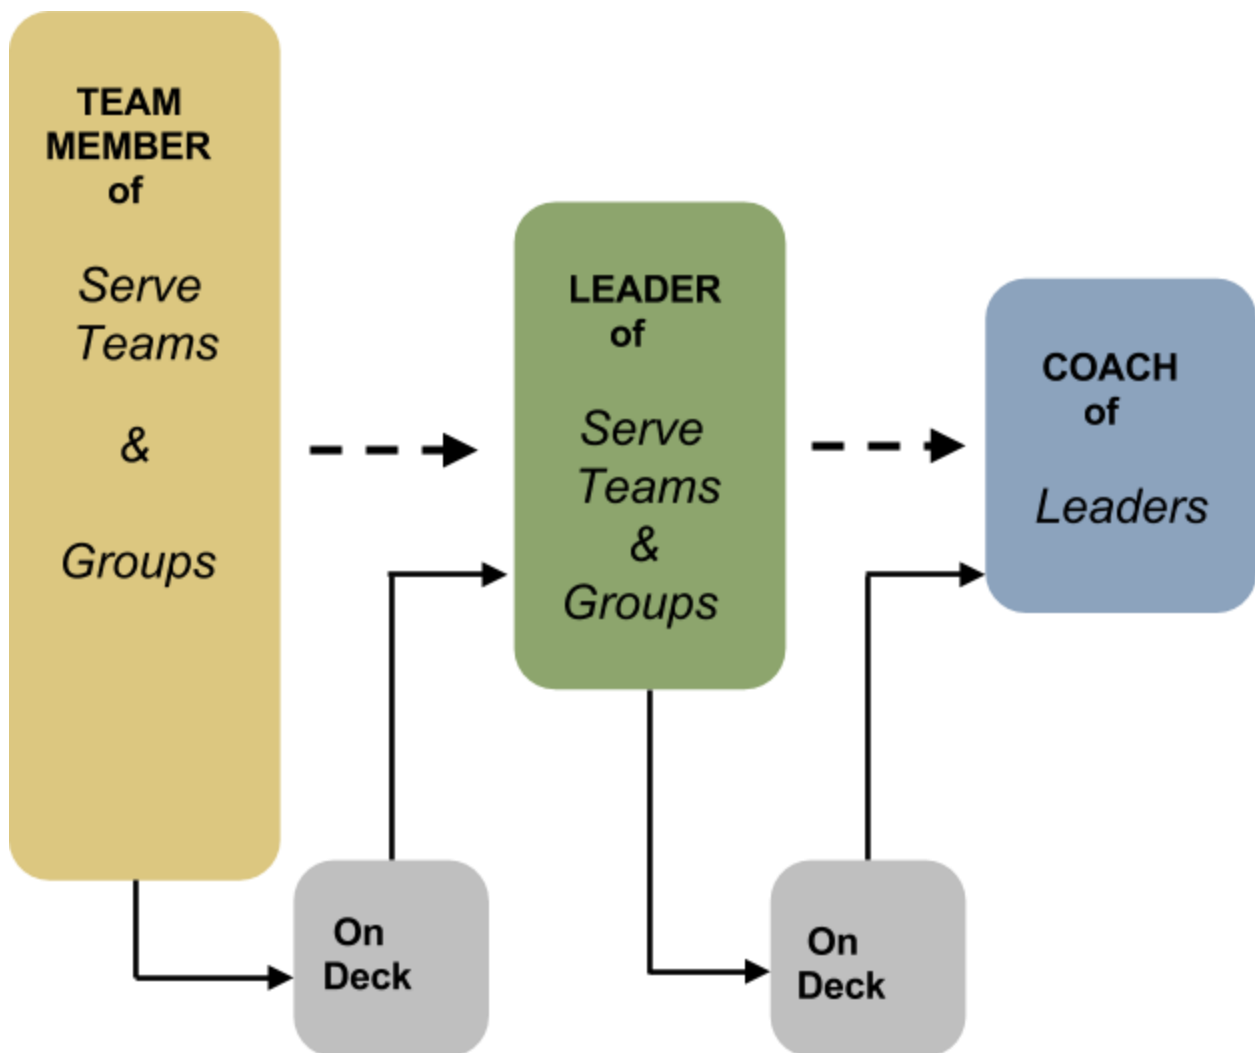 TEAM
MEMBER
of
Serve
Teams
&
Groups
LEADER
of
Serve
Teams
&
Groups
COACH
of
Leaders
On
Deck
On
Deck